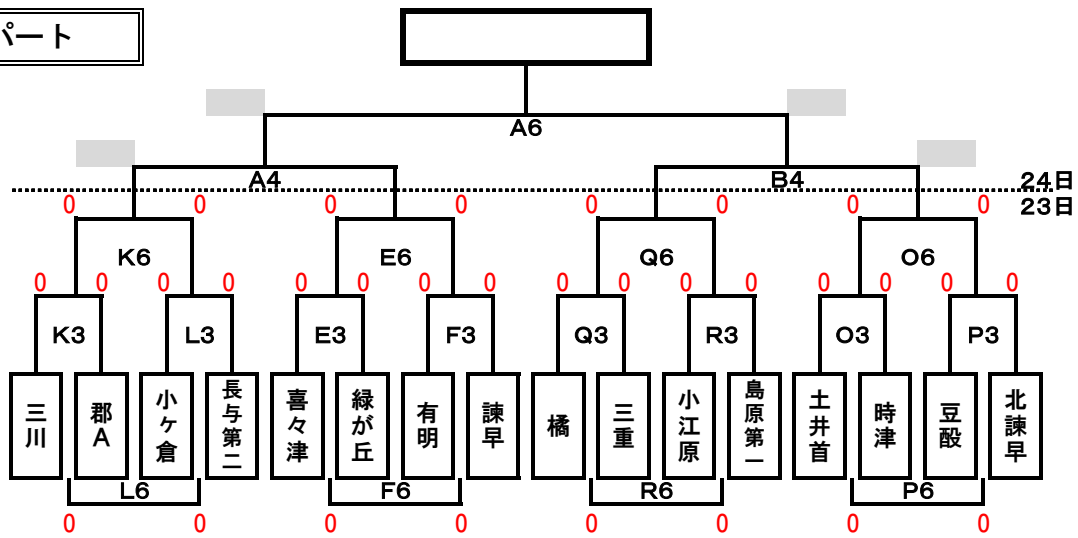 パート
A6
A4 B4
24日
0 0 0 0 0 0 0 0
23日
K6 E6 Q6 O6
0 0 0 0 0 0 0 0 0 0 0 0 0 0 0 0
K3 L3 E3 F3 Q3 R3 O3 P3
三川
郡A
小ヶ倉
長与第二
喜々津
緑が丘
有明
諫早
橘
三重
小江原
島原第一
土井首
時津
豆酘
北諫早
L6 F6 R6 P6
0 0 0 0 0 0 0 0